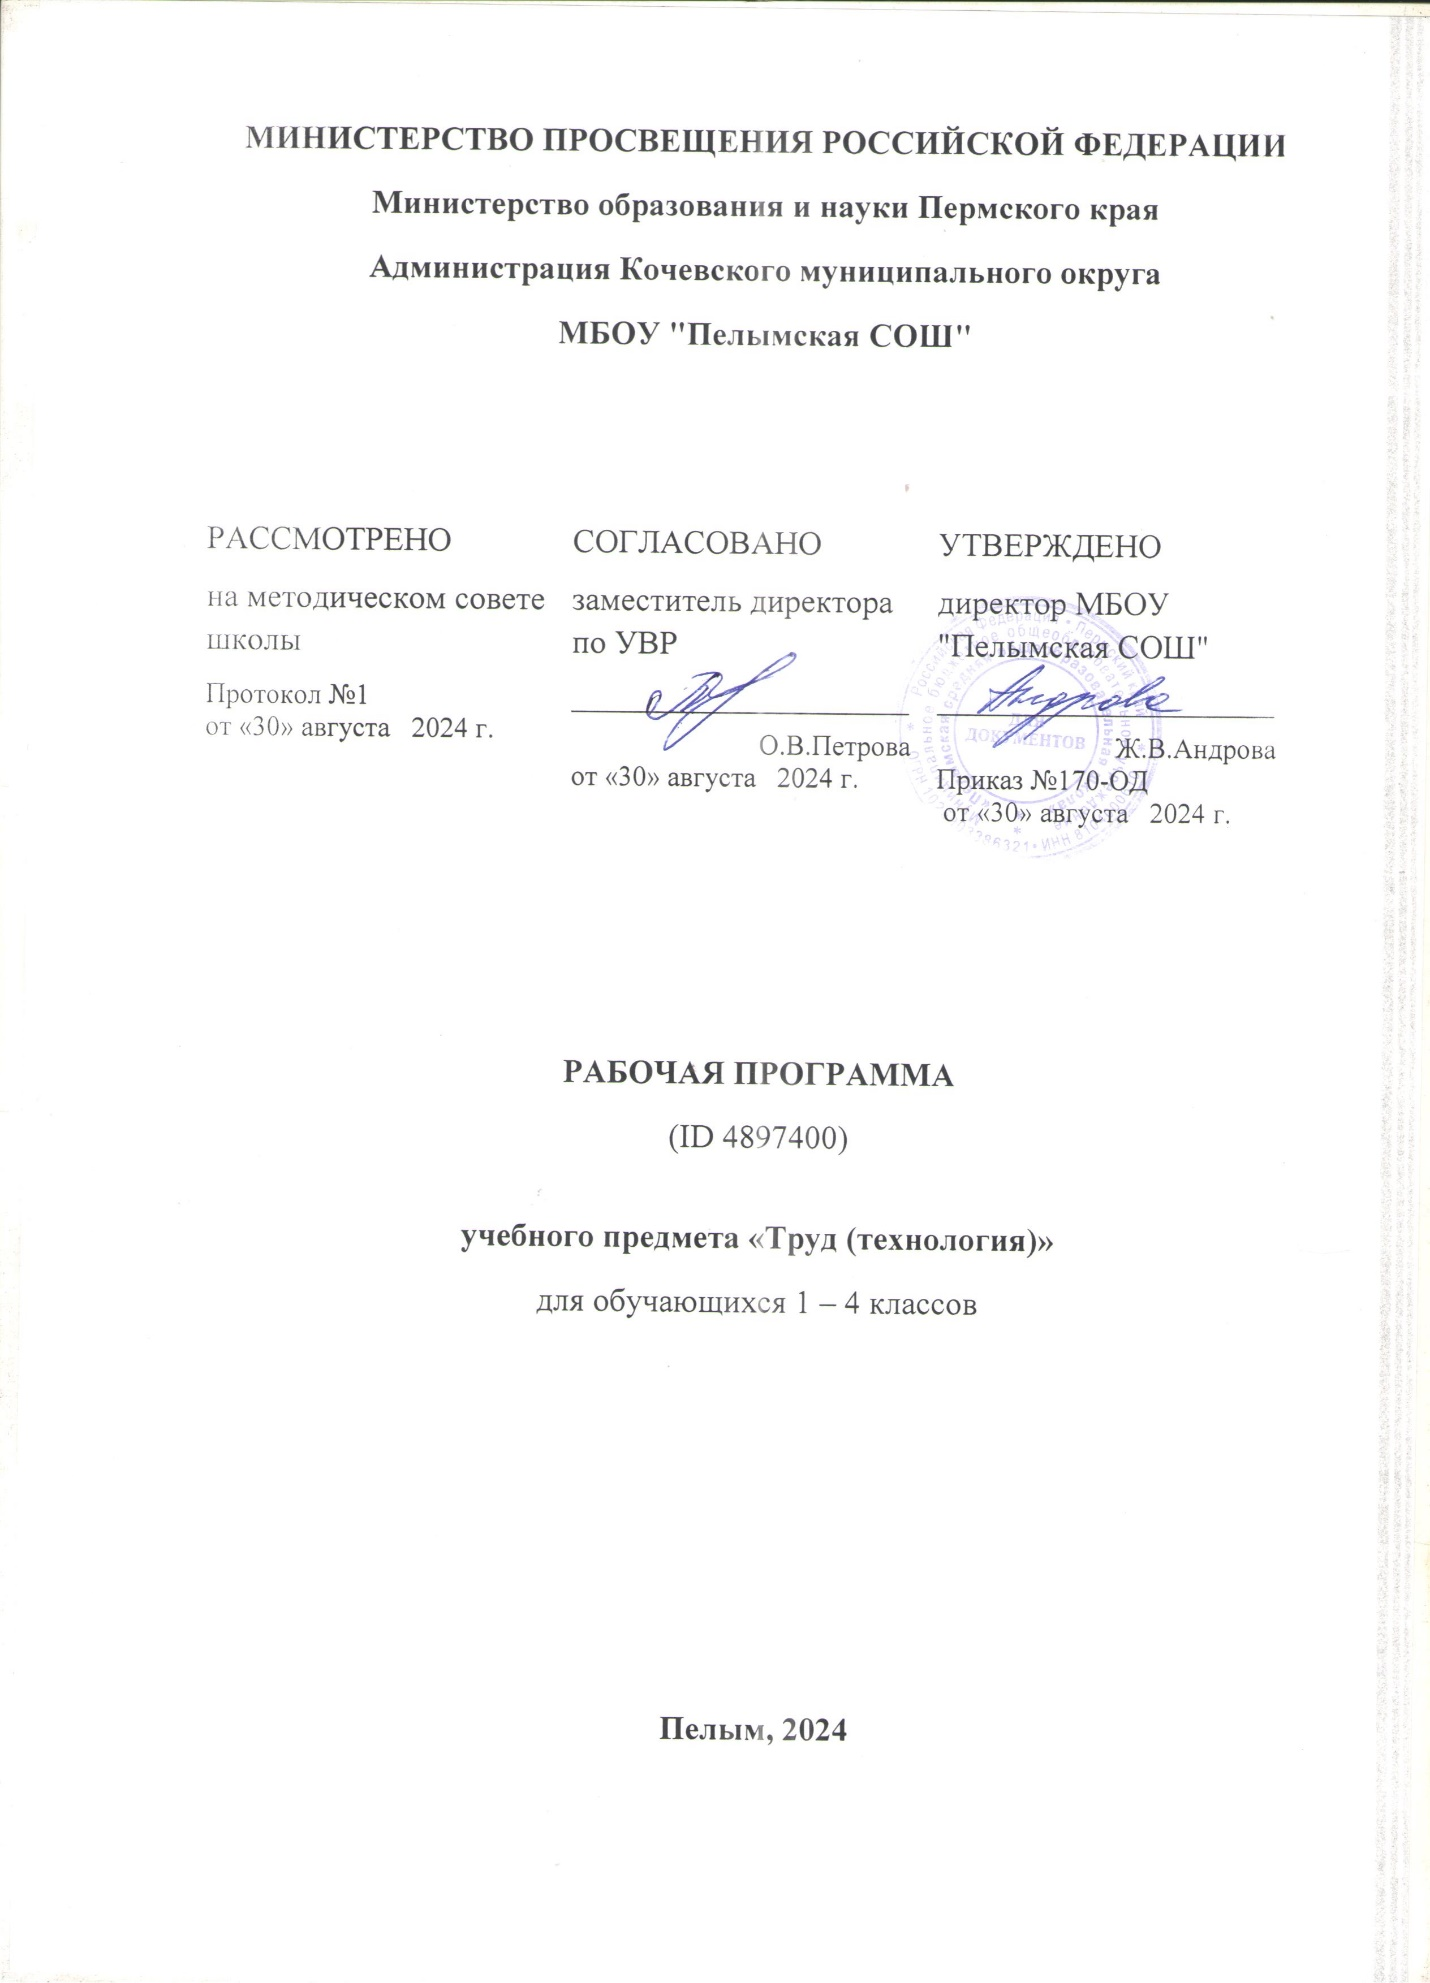 МИНИСТЕРСТВО ПРОСВЕЩЕНИЯ РОССИЙСКОЙ ФЕДЕРАЦИИ
Министерство образования и науки Пермского края
Администрация Кочевского муниципального округа
МБОУ "Пелымская СОШ"
РАССМОТРЕНО
на методическом совете
школы
Протокол №1
от «30» августа 2024 г.
СОГЛАСОВАНО
заместитель директора
по УВР
О.В.Петрова
от «30» августа 2024 г.
УТВЕРЖДЕНО
директор МБОУ
"Пелымская СОШ"
Андрова
ДЛЯ
ДОКУМЕНТОВ
Ж.В.Андрова
Приказ №170-ОД
от «30» августа 2024 г.
РАБОЧАЯ ПРОГРАММА
(ID 4897400)
учебного предмета «Труд (технология)»
для обучающихся 1 – 4 классов
Пелым, 2024